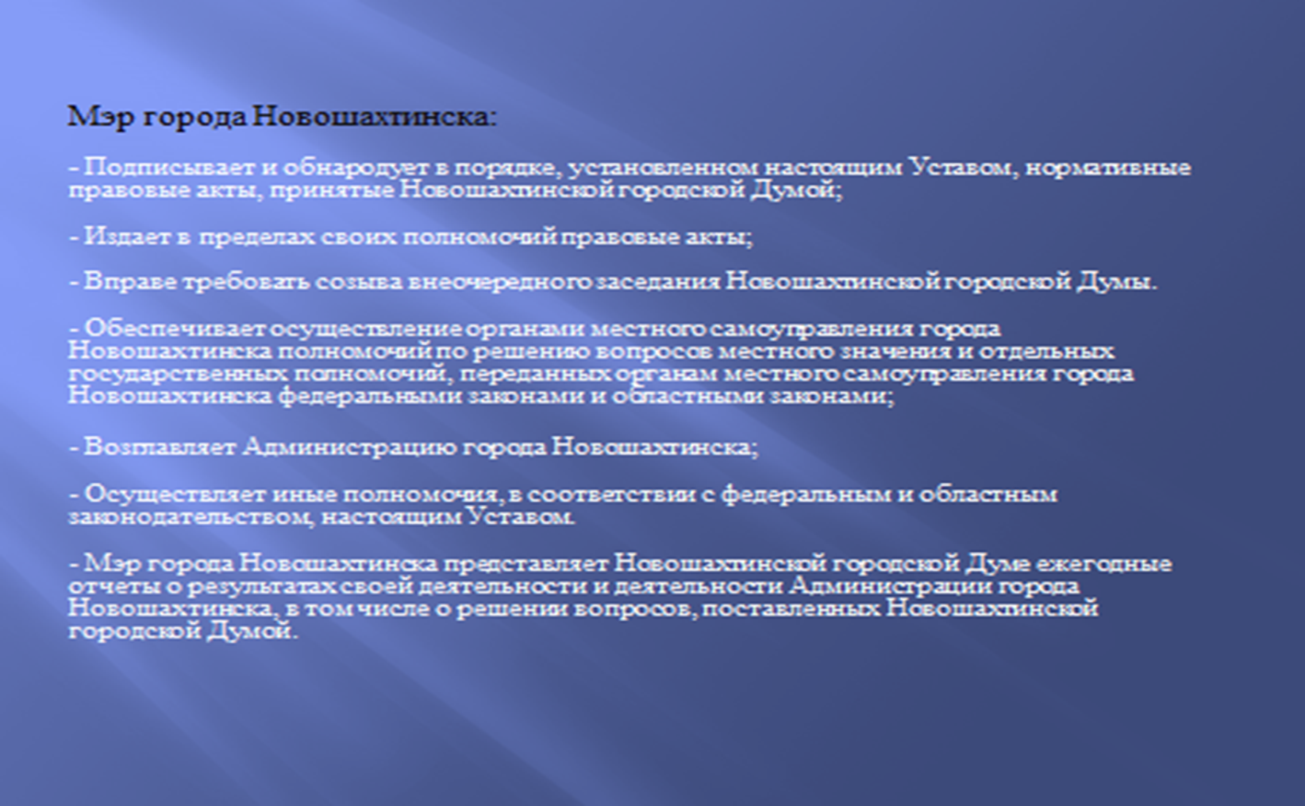 Мэр города Новошахтинска:
- Подписывает и обнародует в порядке, установленном настоящим Уставом, нормативные
правовые акты, принятые Новошахтинской городской Думой;
- Издает в пределах своих полномочий правовые акты;
- Вправе требовать созыва внеочередного заседания Новошахтинской городской Думы.
- Обеспечивает осуществление органами местного самоуправления города
Новошахтинска полномочий по решению вопросов местного значения и отдельных
государственных полномочий, переданных органам местного самоуправления города
Новошахтинска федеральными законами и областными законами;
- Возглавляет Администрацию города Новошахтинска;
- Осуществляет иные полномочия, в соответствии с федеральным и областным
законодательством, настоящим Уставом.
- Мэр города Новошахтинска представляет Новошахтинской городской Думе ежегодные
отчеты о результатах своей деятельности и деятельности Администрации города
Новошахтинска, в том числе о решении вопросов, поставленных Новошахтинской
городской Думой.